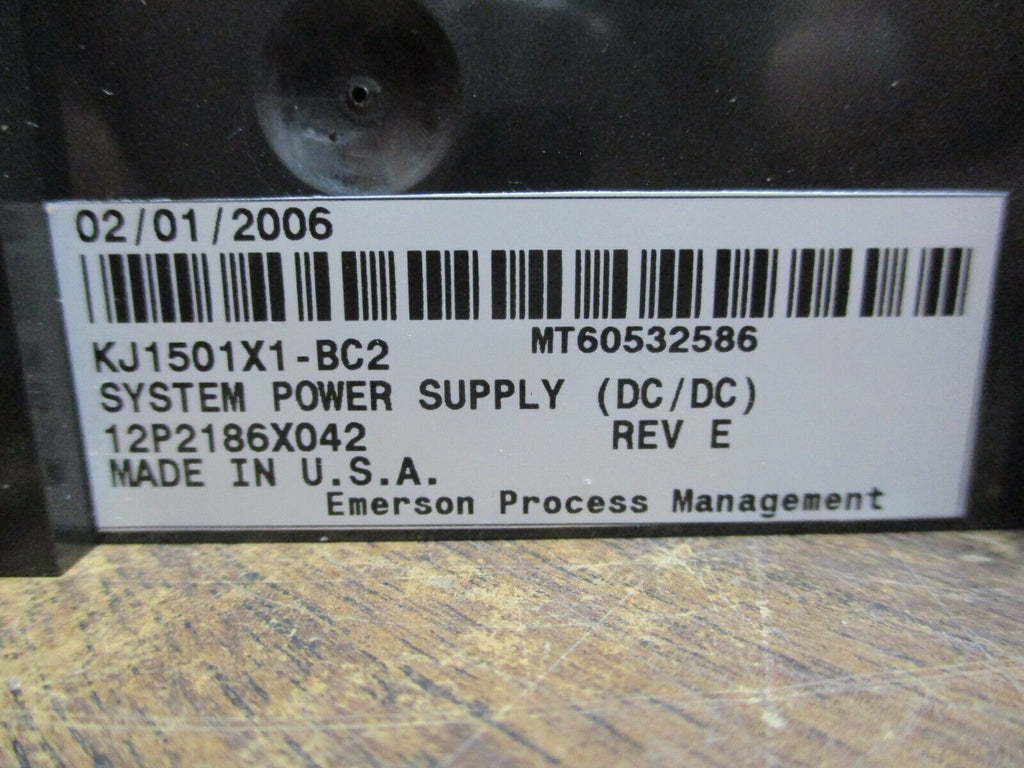 02/01/2006
MT60532586
KJ1501X1-BC2
SYSTEM POWER SUPPLY (DC/DC)
12P2186X042 REV E
MADE IN U.S.A.
Emerson Process Management